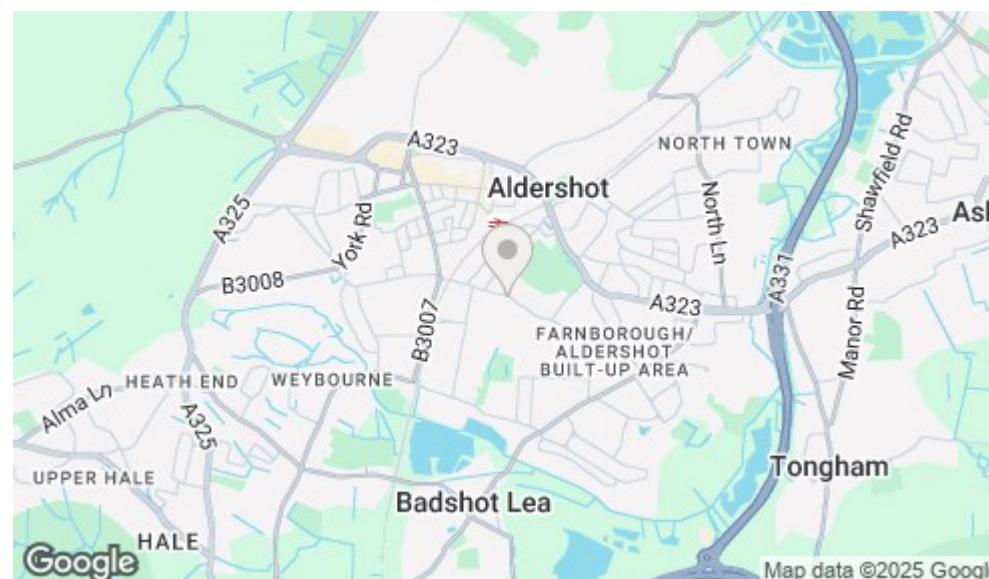 A323
NORTH TOWN
Aldershot
Shawfield Rd
North Ln
A325
York Rd
A323
A331
B3008
A323
B3007
Manor Rd
FARNBOROUGH/
ALDERSHOT
BUILT-UP AREA
HEATH END
WEYBOURNE
Alma Ln
A325
UPPER HALE
Tongham
Badshot Lea
HALE
Google
Map data ©2025 Google